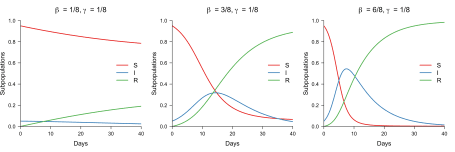 β = 1/8, γ = 1/8
Subpopulations
1.0
0.8
0.6
0.4
0.2
0.0
S
I
R
0 10 20 30 40
Days
β = 3/8, γ = 1/8
Subpopulations
1.0
0.8
0.6
0.4
0.2
0.0
S
I
R
0 10 20 30 40
Days
β = 6/8, γ = 1/8
Subpopulations
1.0
0.8
0.6
0.4
0.2
0.0
S
I
R
0 10 20 30 40
Days